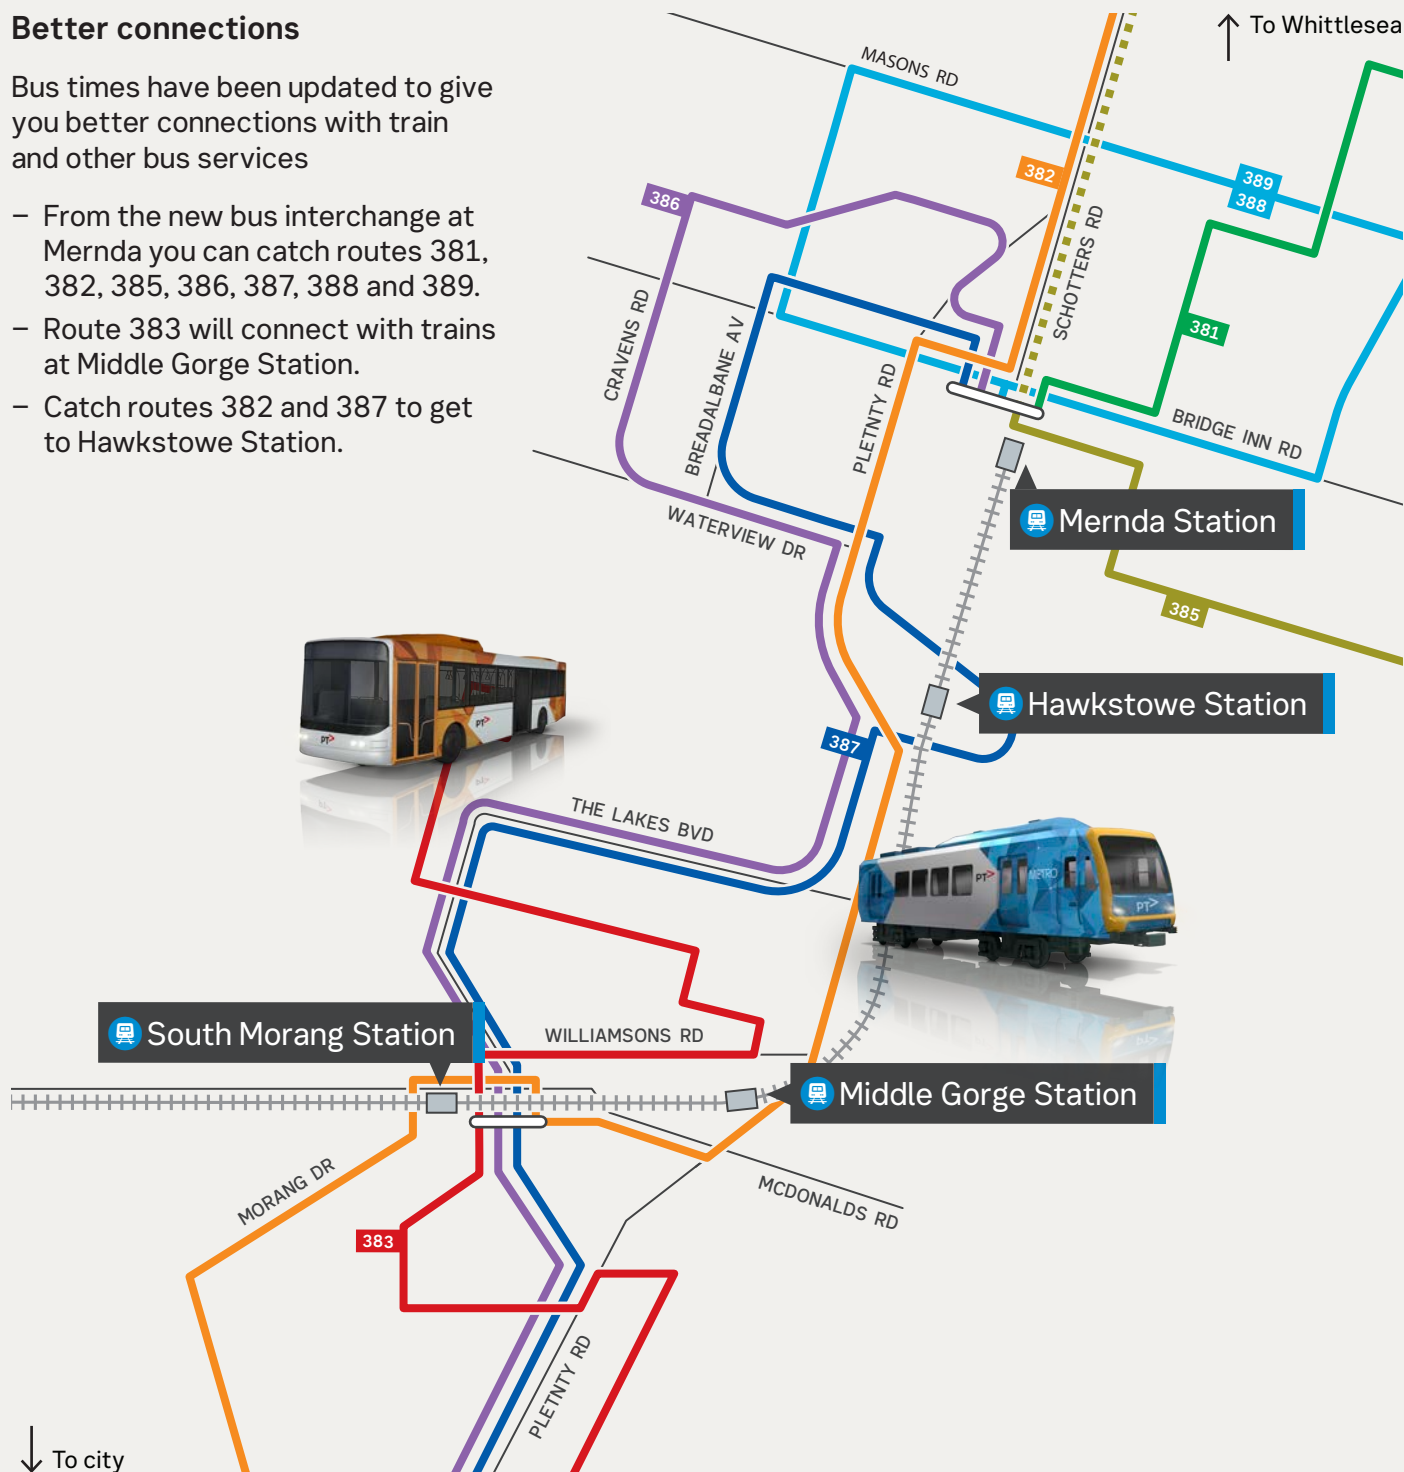 Better connections
To Whittlesea
Bus times have been updated to give
you better connections with train
and other bus services
– From the new bus interchange at
Mernda you can catch routes 381,
382, 385, 386, 387, 388 and 389.
– Route 383 will connect with trains
at Middle Gorge Station.
– Catch routes 382 and 387 to get
to Hawkstowe Station.
MASONS RD
382
389
388
386
SCHOTTERS RD
381
CRAVENS RD
BREADALBANE AV
PLETNTY RD
BRIDGE INN RD
WATERVIEW DR
Mernda Station
385
Hawkstowe Station
387
PT>
PT>
THE LAKES BVD
PT>
METRO
PT>
South Morang Station
WILLIAMSONS RD
Middle Gorge Station
MORANG DR
MCDONALDS RD
383
PLETNTY RD
To city